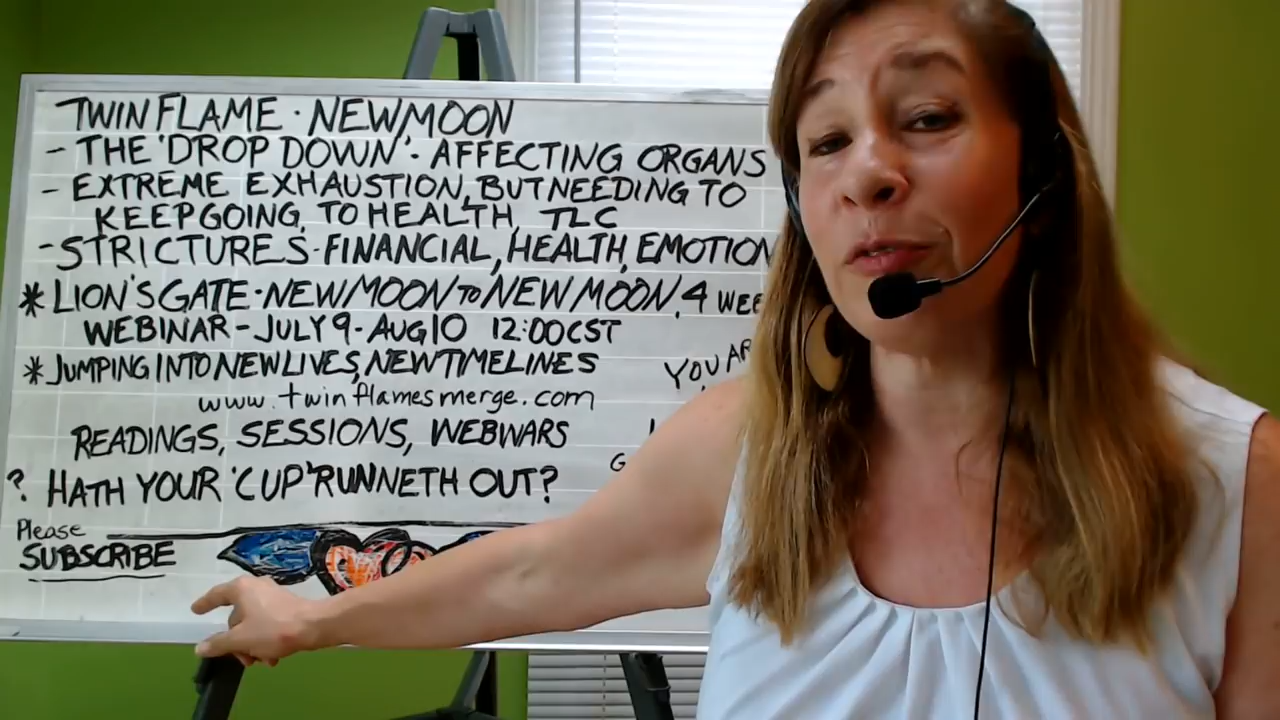 TWIN FLAME · NEW MOON
- THE 'DROP DOWN' - AFFECTING ORGANS
- EXTREME EXHAUSTION, BUT NEEDING TO
KEEP GOING, TO HEALTH, TLC
- STRICTURES - FINANCIAL, HEALTH, EMOTION
* LION'S GATE - NEW MOON TO NEW MOON, 4 WEE
WEBINAR - JULY 9 - AUG 10 12:00 CST
* JUMPING INTO NEW LIVES, NEW TIMELINES
YOU AR
www.twinflamesmerge.com
READINGS, SESSIONS, WEBWARS
? HATH YOUR 'CUP' RUNNETH OUT?
Please
SUBSCRIBE